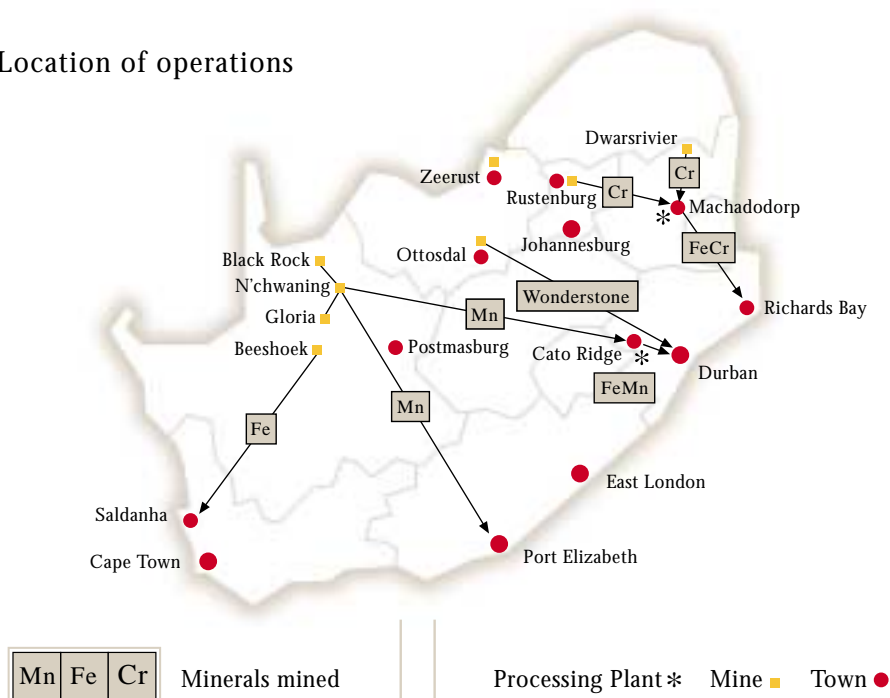 Location of operations
Dwarsrivier
Zeerust
Cr
Rustenburg
Cr
Machadodorp
Johannesburg
FeCr
Black Rock
Ottosdal
N'chwaning
Wonderstone
Richards Bay
Gloria
Mn
Beeshoek
Postmasburg
Cato Ridge
Durban
FeMn
Mn
Fe
East London
Saldanha
Port Elizabeth
Cape Town
Mn Fe Cr Minerals mined Processing Plant * Mine Town